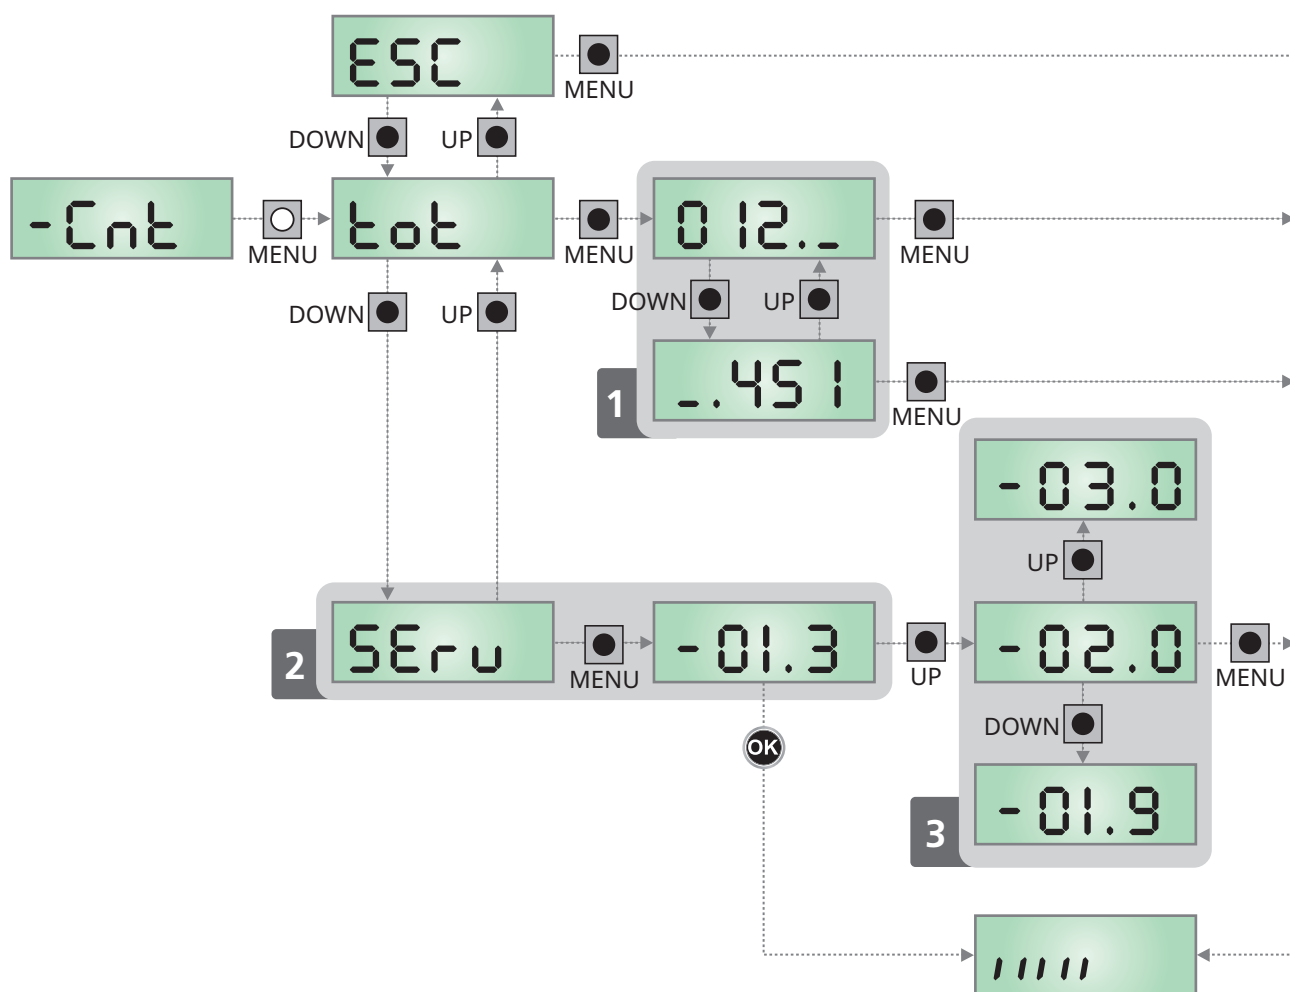 ESC
MENU
DOWN UP
-Cnt
MENU
tot
MENU
012._
MENU
DOWN UP
DOWN UP
1
_.451
MENU
-03.0
UP
2
SEru
MENU
-01.3
UP
-02.0
MENU
OK
DOWN
3
-01.9